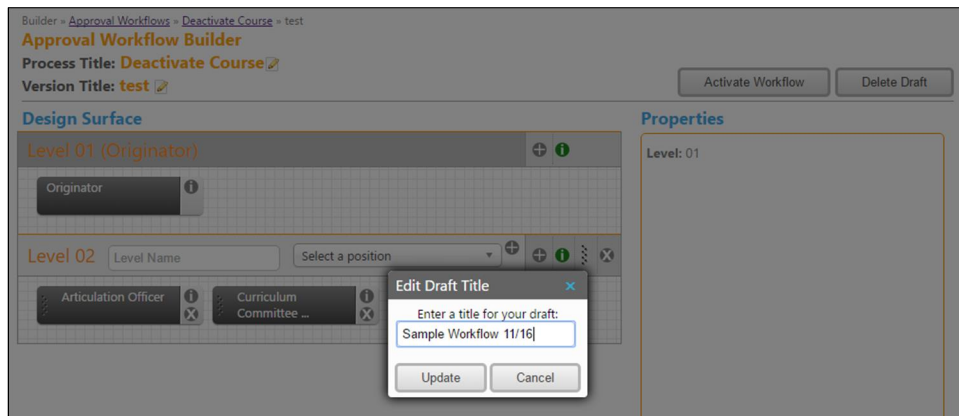 Builder » Approval Workflows » Deactivate Course » test
Approval Workflow Builder
Process Title: Deactivate Course
Version Title: test
Activate Workflow
Delete Draft
Design Surface
Properties
Level 01 (Originator)
Level: 01
Originator
Level 02
Level Name
Select a position
Articulation Officer
Curriculum
Committee ...
Edit Draft Title
Enter a title for your draft:
Sample Workflow 11/16
Update
Cancel